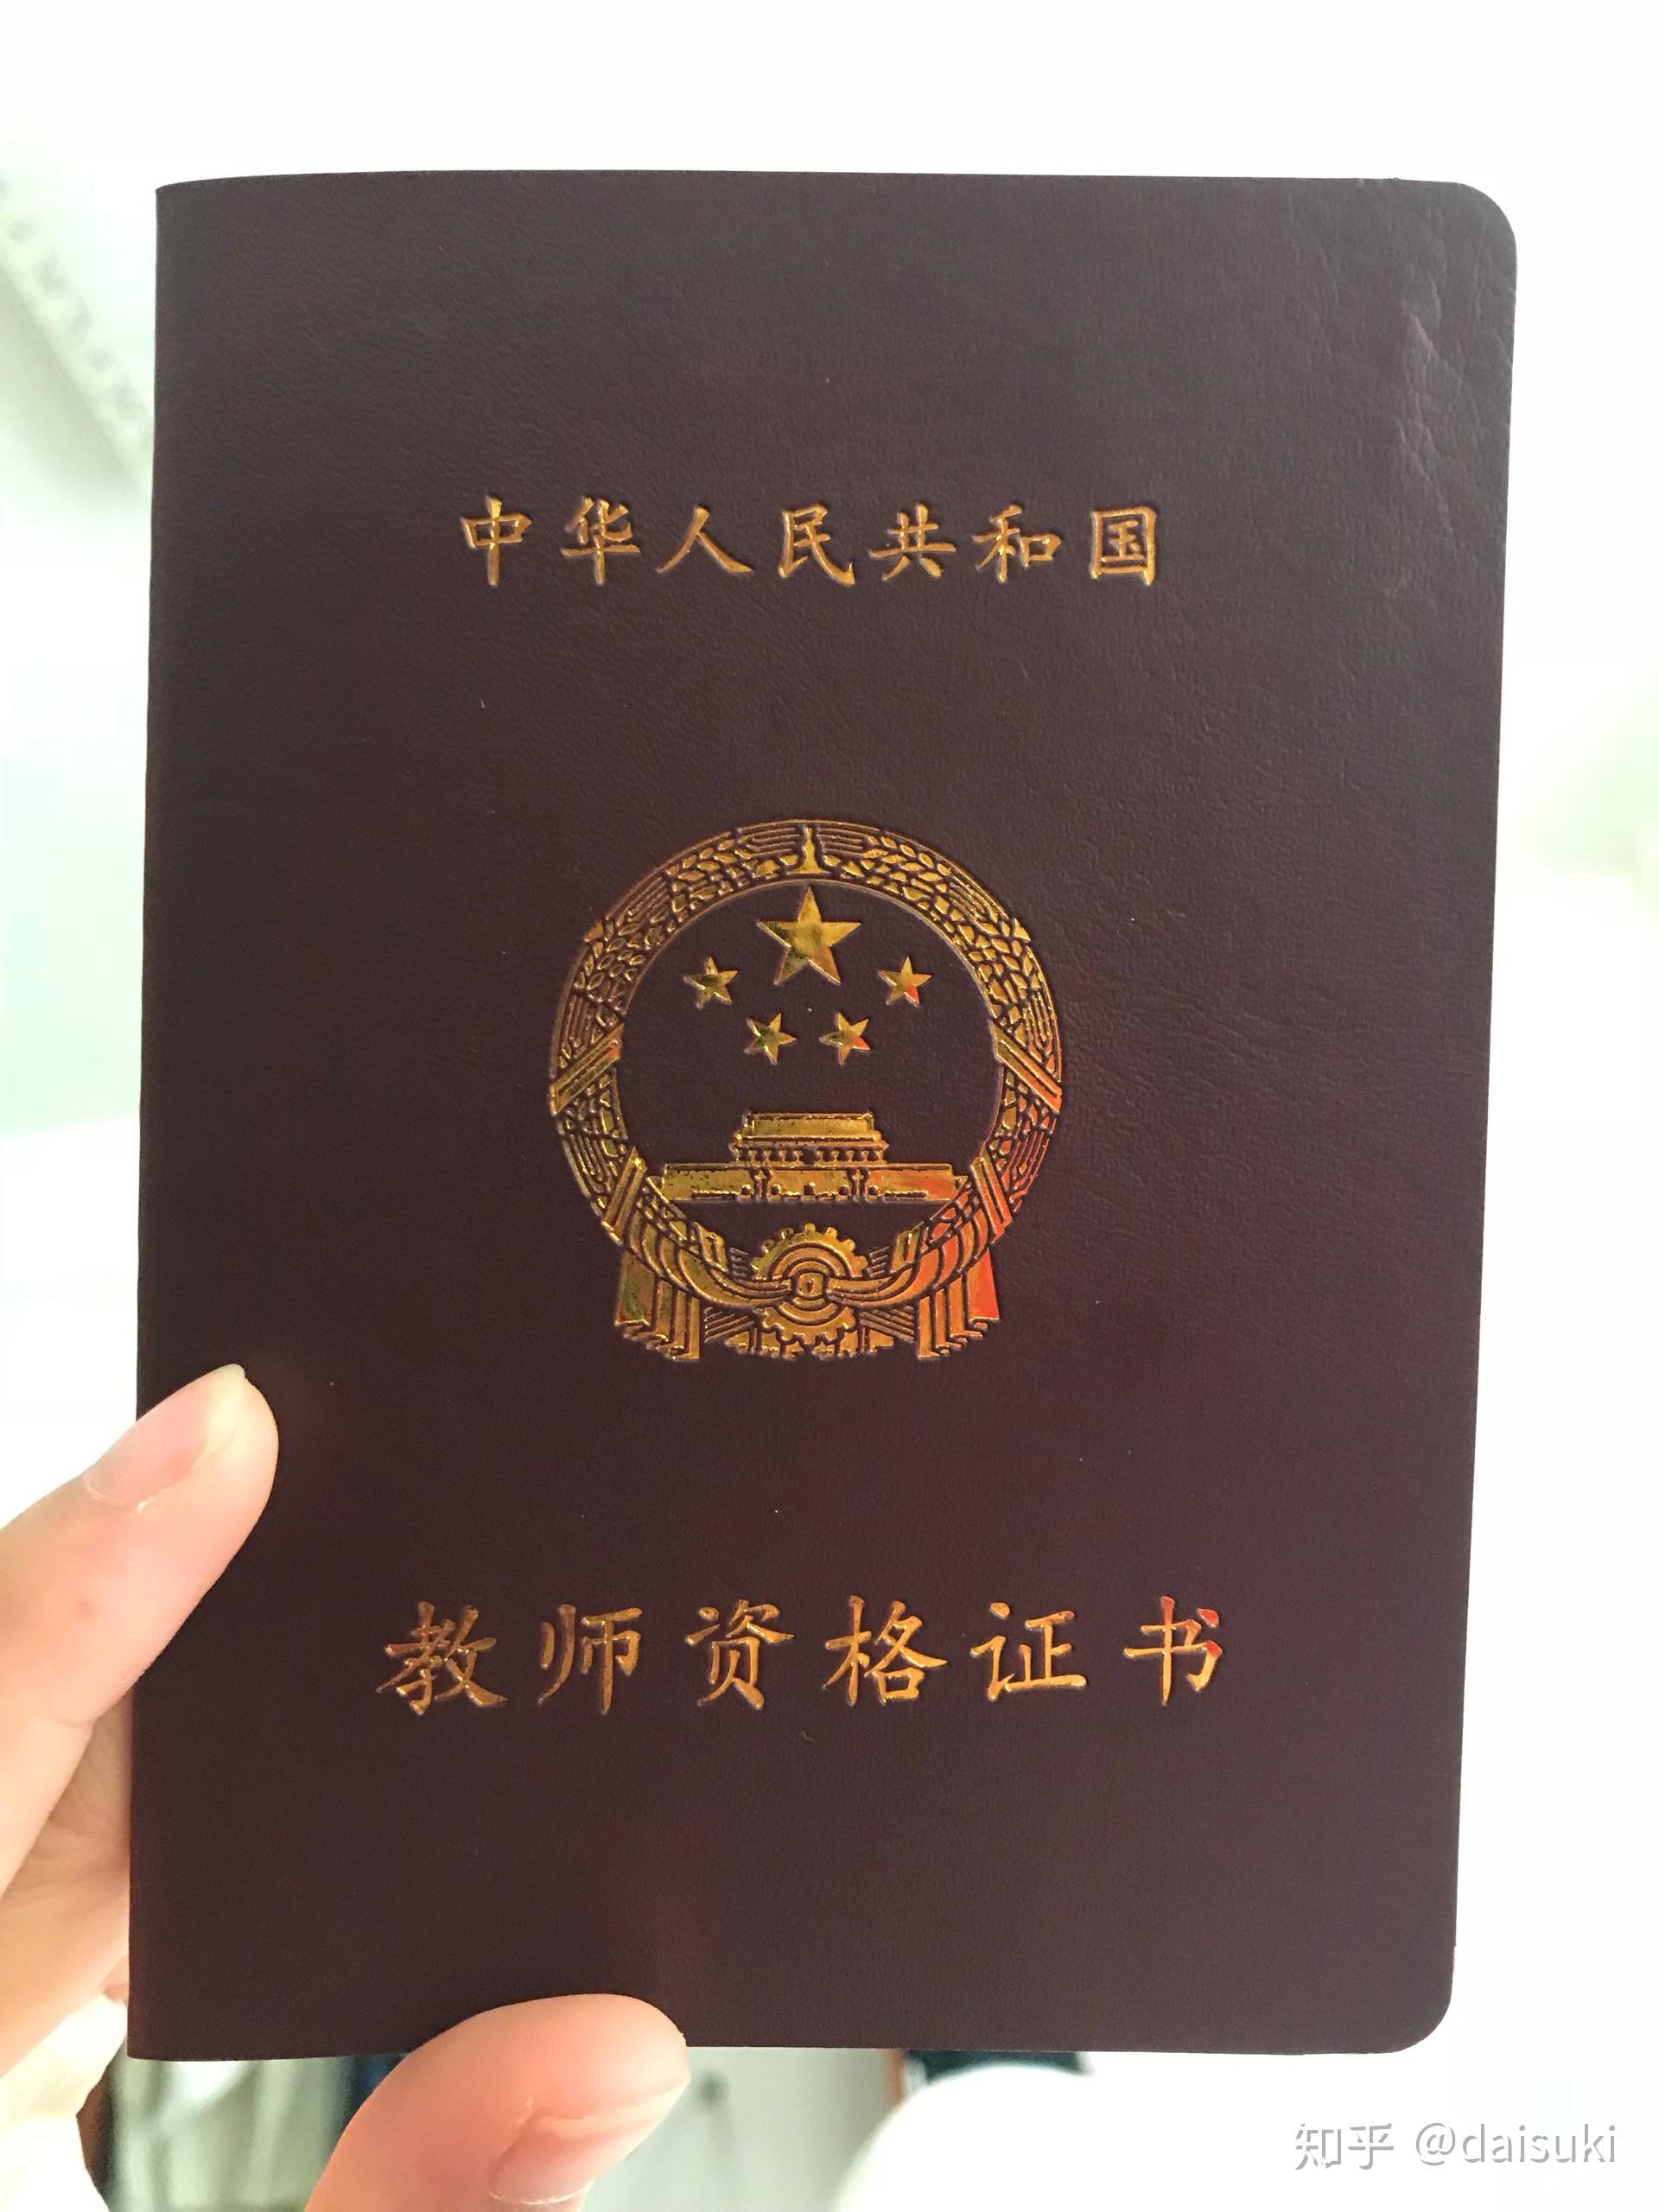 中华人民共和国
教师资格证书
知乎 @daisuki